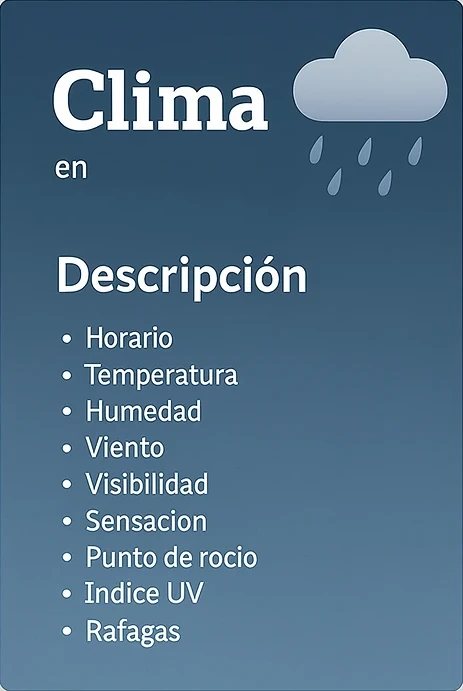 Clima
en
Descripción
• Horario
• Temperatura
• Humedad
• Viento
• Visibilidad
• Sensacion
• Punto de rocio
• Indice UV
• Rafagas